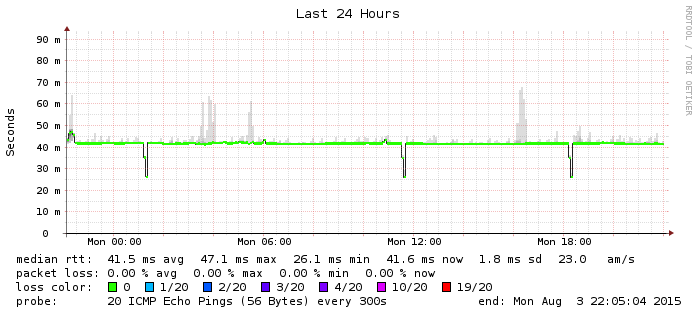 Last 24 Hours
RRDTOOL / TOBI OETIKER
Seconds
90 m
80 m
70 m
60 m
50 m
40 m
30 m
20 m
10 m
0
Mon 00:00 Mon 06:00 Mon 12:00 Mon 18:00
median rtt: 41.5 ms avg 47.1 ms max 26.1 ms min 41.6 ms now 1.8 ms sd 23.0 am/s
packet loss: 0.00 % avg 0.00 % max 0.00 % min 0.00 % now
loss color: 0 1/20 2/20 3/20 4/20 10/20 19/20
probe: 20 ICMP Echo Pings (56 Bytes) every 300s end: Mon Aug 3 22:05:04 2015